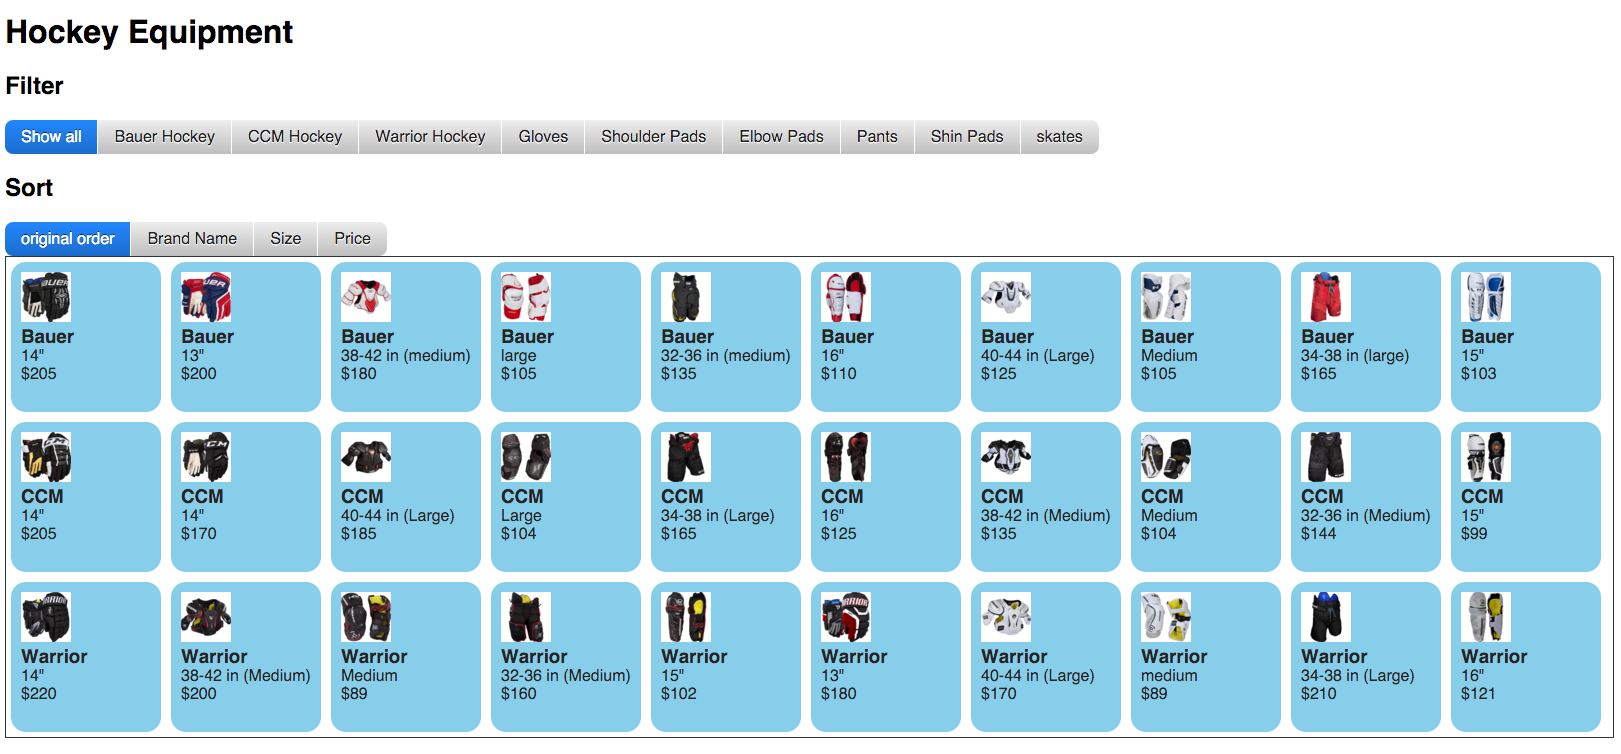 Hockey Equipment
Filter
Show all Bauer Hockey CCM Hockey Warrior Hockey Gloves Shoulder Pads Elbow Pads Pants Shin Pads skates
Sort
original order Brand Name Size Price
Bauer
14"
$205
Bauer
13"
$200
Bauer
38-42 in (medium)
$180
Bauer
large
$105
Bauer
32-36 in (medium)
$135
Bauer
16"
$110
Bauer
40-44 in (Large)
$125
Bauer
Medium
$105
Bauer
34-38 in (large)
$165
Bauer
15"
$103
CCM
14"
$205
CCM
14"
$170
CCM
40-44 in (Large)
$185
CCM
Large
$104
CCM
34-38 in (Large)
$165
CCM
16"
$125
CCM
38-42 in (Medium)
$135
CCM
Medium
$104
CCM
32-36 in (Medium)
$144
CCM
15"
$99
Warrior
14"
$220
Warrior
38-42 in (Medium)
$200
Warrior
Medium
$89
Warrior
32-36 in (Medium)
$160
Warrior
15"
$102
Warrior
13"
$180
Warrior
40-44 in (Large)
$170
Warrior
medium
$89
Warrior
34-38 in (Large)
$210
Warrior
16"
$121